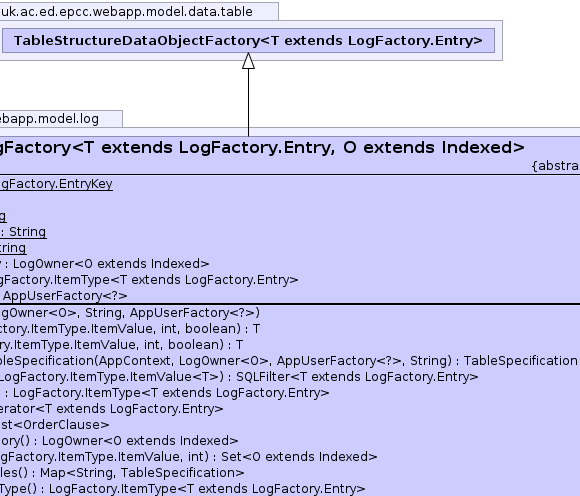 uk.ac.ed.epcc.webapp.model.data.table
TableStructureDataObjectFactory<T extends LogFactory.Entry>
ebapp.model.log
gFactory<T extends LogFactory.Entry, O extends Indexed>
{abstra
gFactory.EntryKey
g
: String
tring
: LogOwner<O extends Indexed>
gFactory.ItemType<T extends LogFactory.Entry>
AppUserFactory<?>
gOwner<O>, String, AppUserFactory<?>)
ctory.ItemType.ItemValue, int, boolean) : T
ry.ItemType.ItemValue, int, boolean) : T
bleSpecification(AppContext, LogOwner<O>, AppUserFactory<?>, String) : TableSpecification
LogFactory.ItemType.ItemValue<T>) : SQLFilter<T extends LogFactory.Entry>
) : LogFactory.ItemType<T extends LogFactory.Entry>
erator<T extends LogFactory.Entry>
st<OrderClause>
ory() : LogOwner<O extends Indexed>
gFactory.ItemType.ItemValue, int) : Set<O extends Indexed>
les() : Map<String, TableSpecification>
Type() : LogFactory.ItemType<T extends LogFactory.Entry>